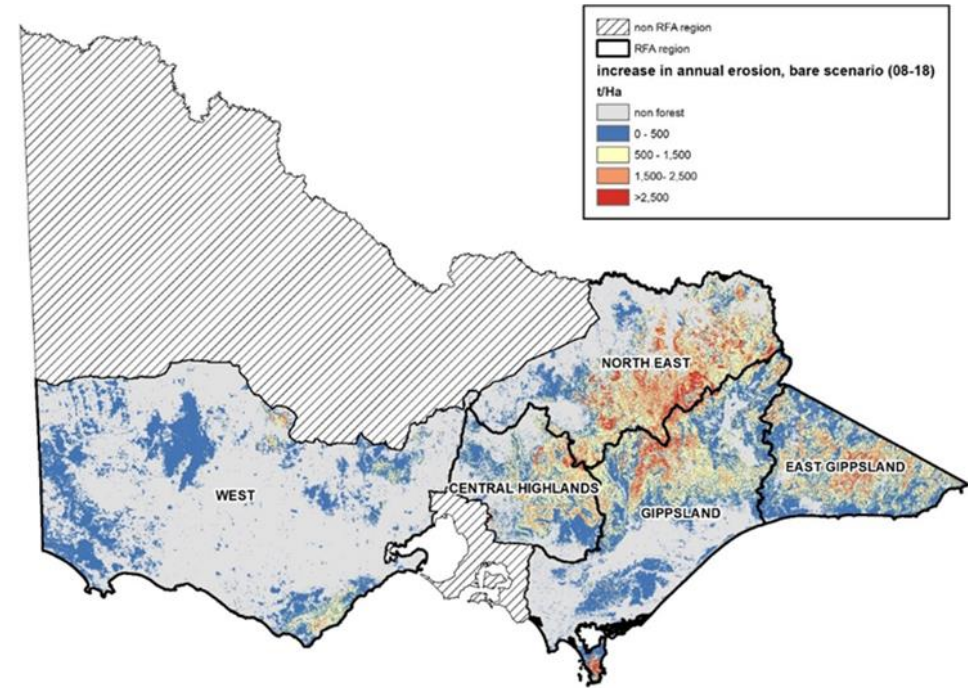 non RFA region
RFA region
increase in annual erosion, bare scenario (08-18)
t/Ha
non forest
0 - 500
500 - 1,500
1,500- 2,500
>2,500
NORTH EAST
EAST GIPPSLAND
CENTRAL HIGHLANDS
WEST
GIPPSLAND